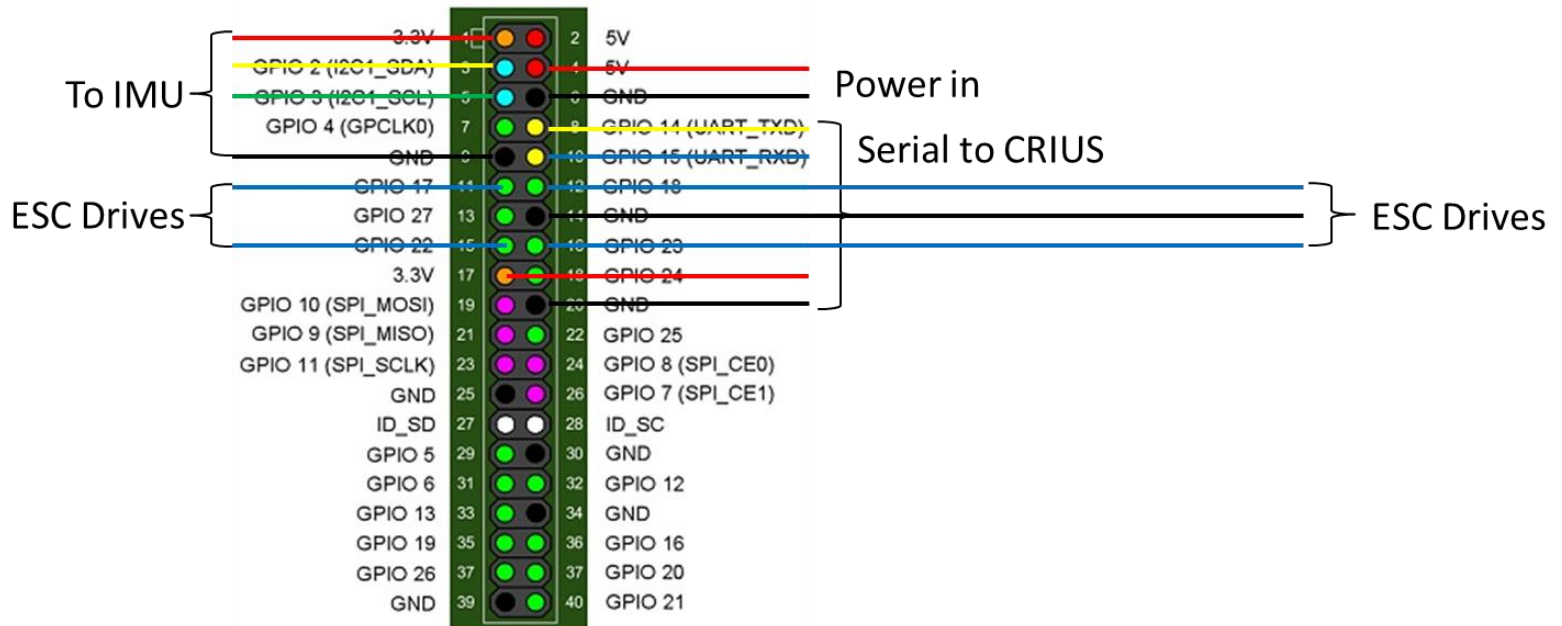 3.3V 1 2 5V
GPIO 2 (I2C1_SDA) 3 4 5V
To IMU
Power in
GPIO 3 (I2C1_SCL) 5 6 GND
GPIO 4 (GPCLK0) 7 8 GPIO 14 (UART_TXD)
GND 9 10 GPIO 15 (UART_RXD)
Serial to CRIUS
GPIO 17 11 12 GPIO 18
ESC Drives
GPIO 27 13 14 GND
ESC Drives
GPIO 22 15 16 GPIO 23
3.3V 17 18 GPIO 24
GPIO 10 (SPI_MOSI) 19 20 GND
GPIO 9 (SPI_MISO) 21 22 GPIO 25
GPIO 11 (SPI_SCLK) 23 24 GPIO 8 (SPI_CE0)
GND 25 26 GPIO 7 (SPI_CE1)
ID_SD 27 28 ID_SC
GPIO 5 29 30 GND
GPIO 6 31 32 GPIO 12
GPIO 13 33 34 GND
GPIO 19 35 36 GPIO 16
GPIO 26 37 37 GPIO 20
GND 39 40 GPIO 21